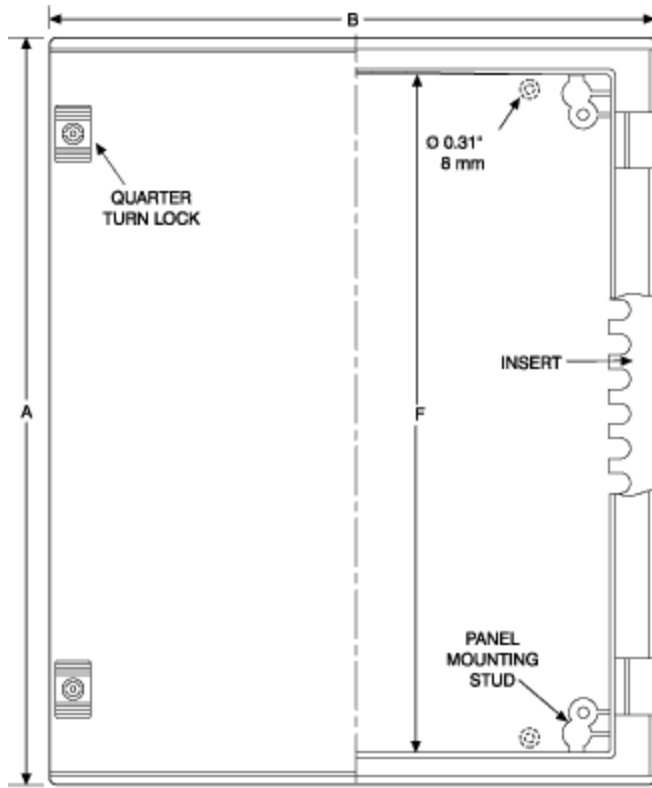 B
Ø 0.31"
8 mm
QUARTER
TURN LOCK
INSERT
A
F
PANEL
MOUNTING
STUD